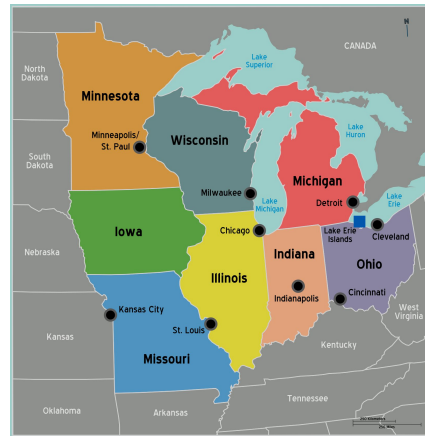 N
CANADA
North
Dakota
Lake
Superior
Minnesota
Minneapolis/
St. Paul
Wisconsin
Lake
Huron
South
Dakota
Michigan
Milwaukee
Lake
Michigan
Detroit
Lake
Erie
Iowa
Chicago
Lake Erie
Islands
Cleveland
Nebraska
Illinois
Indiana
Ohio
Indianapolis
Cincinnati
Kansas City
West
Virginia
St. Louis
Kansas
Kentucky
Missouri
Tennessee
Oklahoma
Arkansas